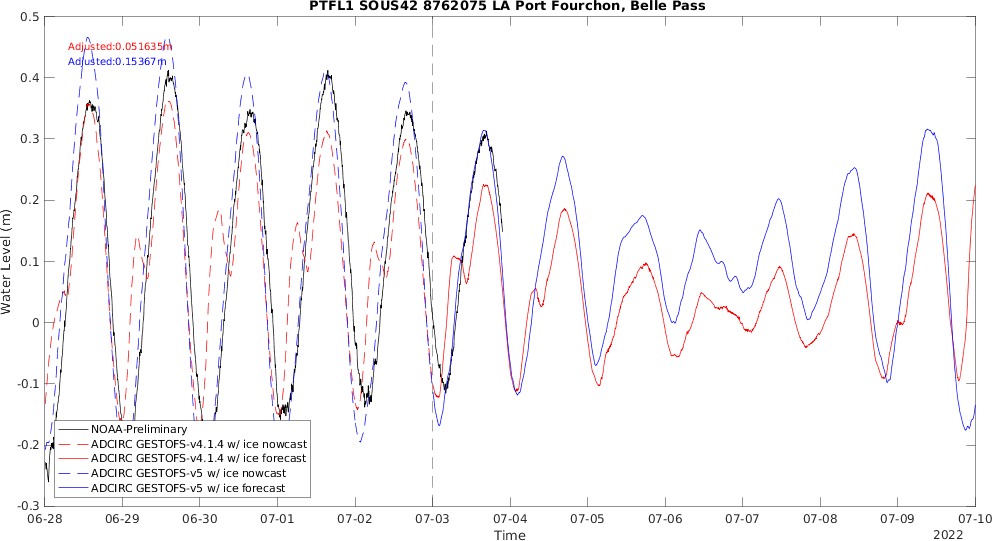 PTFL1 SOUS42 8762075 LA Port Fourchon, Belle Pass
Adjusted:0.051635m
Adjusted:0.15367m
Water Level (m)
0.5
0.4
0.3
0.2
0.1
0
-0.1
-0.2
-0.3
NOAA-Preliminary
ADCIRC GESTOFS-v4.1.4 w/ ice nowcast
ADCIRC GESTOFS-v4.1.4 w/ ice forecast
ADCIRC GESTOFS-v5 w/ ice nowcast
ADCIRC GESTOFS-v5 w/ ice forecast
06-28 06-29 06-30 07-01 07-02 07-03 07-04 07-05 07-06 07-07 07-08 07-09 07-10
Time
2022